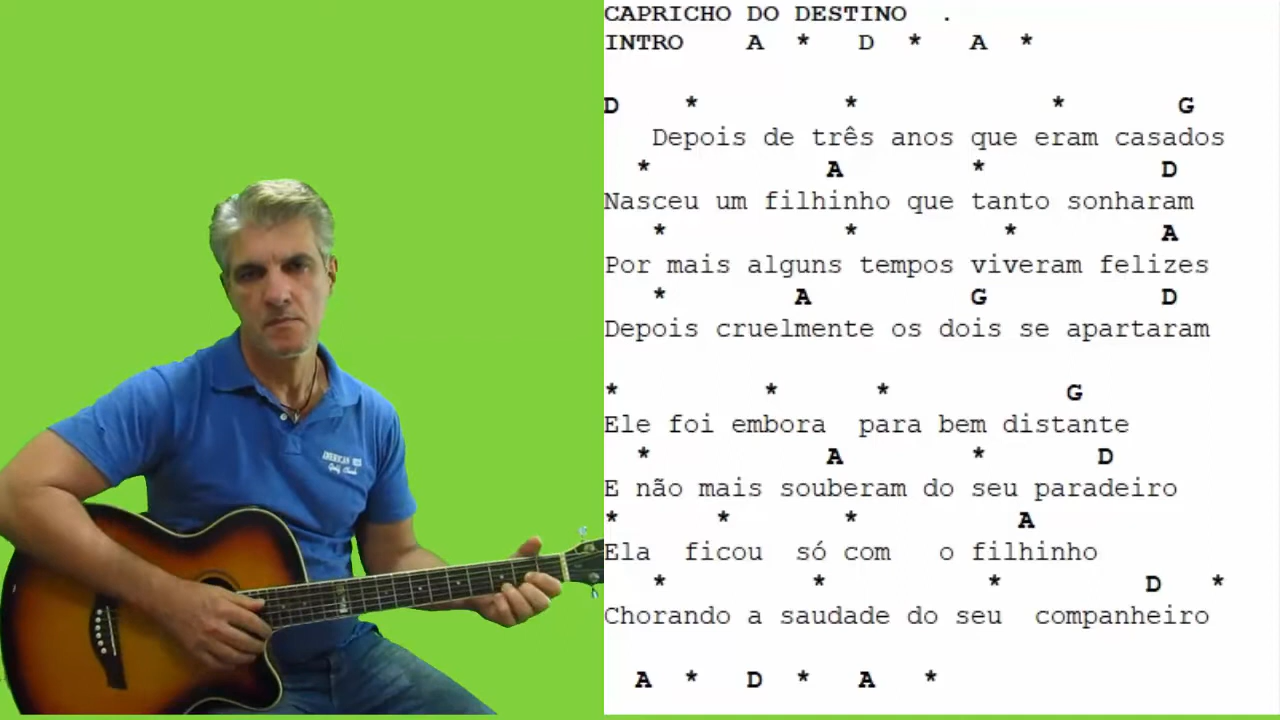 CAPRICHO DO DESTINO .
INTRO A * D * A *
D * * * G
Depois de três anos que eram casados
* A * D
Nasceu um filhinho que tanto sonharam
* * * A
Por mais alguns tempos viveram felizes
* A G D
Depois cruelmente os dois se apartaram
* * * G
Ele foi embora para bem distante
* A * D
E não mais souberam do seu paradeiro
* * * A
Ela ficou só com o filhinho
* * * D *
Chorando a saudade do seu companheiro
A * D * A *
Golf Club